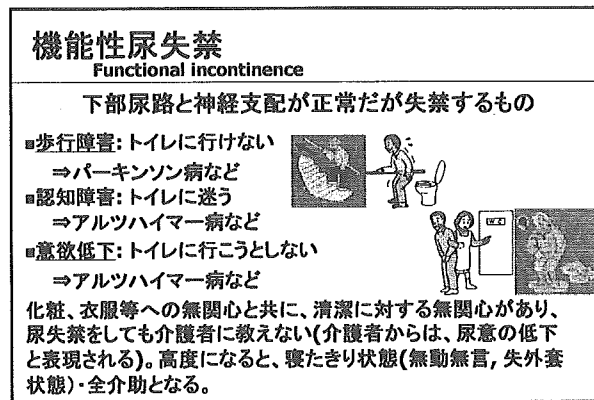 機能性尿失禁
Functional incontinence
下部尿路と神経支配が正常だが失禁するもの
■歩行障害: トイレに行けない
⇒パーキンソン病など
■認知障害: トイレに迷う
⇒アルツハイマー病など
■意欲低下: トイレに行こうとしない
⇒アルツハイマー病など
WC
化粧、衣服等への無関心と共に、清潔に対する無関心があり、
尿失禁をしても介護者に教えない(介護者からは、尿意の低下
と表現される)。高度になると、寝たきり状態(無動無言, 失外套
状態)・全介助となる。